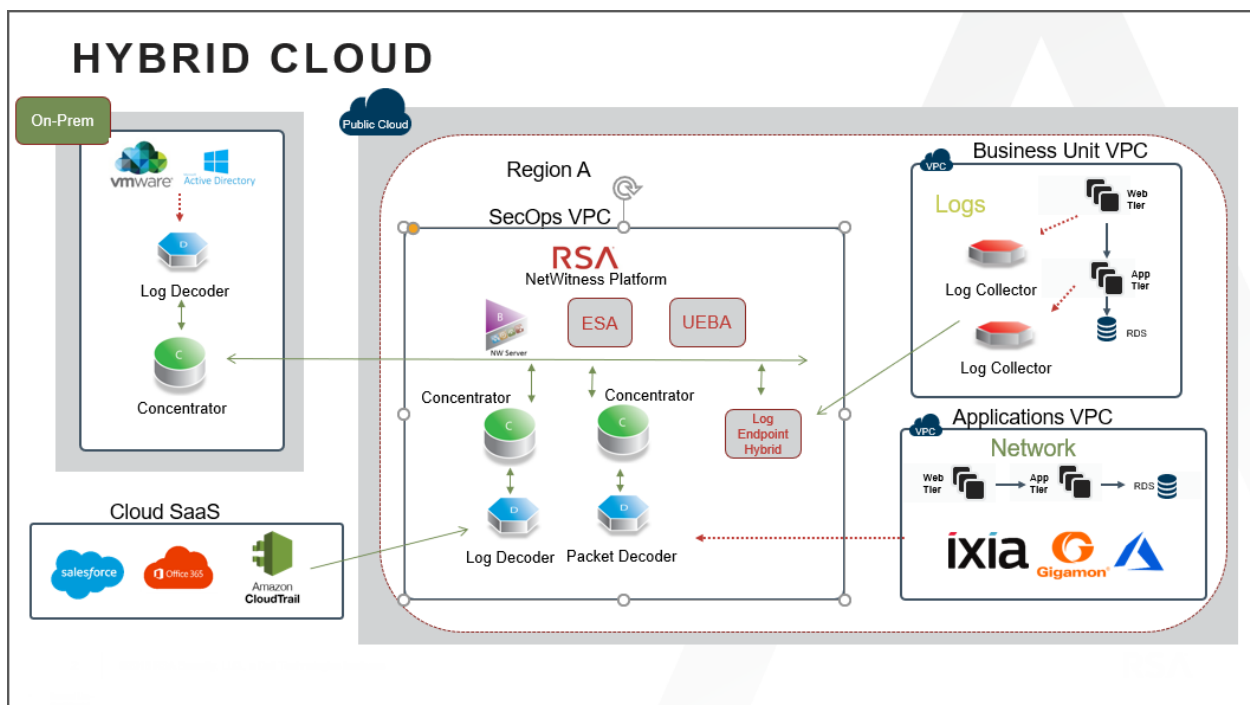 HYBRID CLOUD
On-Prem
vmware
Active Directory
D
Log Decoder
C
Concentrator
Cloud SaaS
salesforce
Office 365
Amazon
CloudTrail
Public Cloud
Region A
SecOps VPC
RSA
NetWitness Platform
B
NW Server
ESA
UEBA
Concentrator
C
Concentrator
C
Log
Endpoint
Hybrid
D
Log Decoder
D
Packet Decoder
Business Unit VPC
VPC
Logs
Web
Tier
Log Collector
App
Tier
RDS
Log Collector
Applications VPC
VPC
Network
Web
Tier
App
Tier
RDS
ixia
Gigamon®